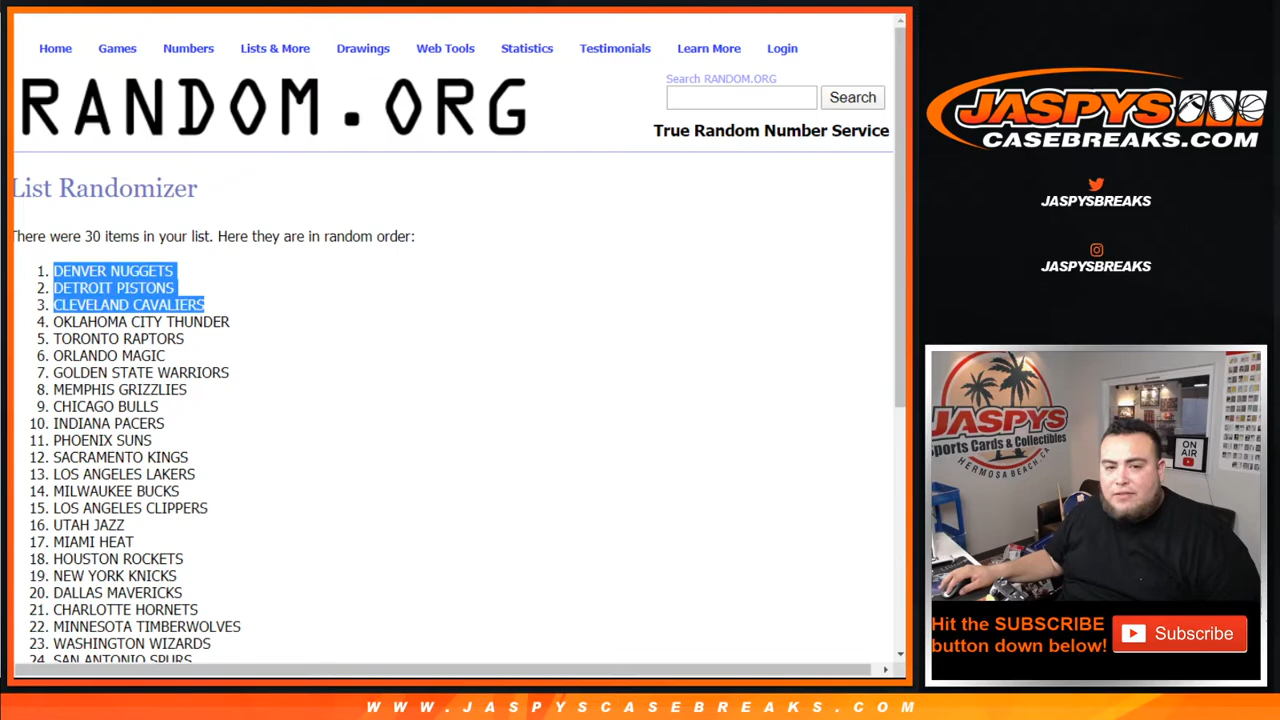 Home Games Numbers Lists & More Drawings Web Tools Statistics Testimonials Learn More Login
RANDOM.ORG
Search RANDOM.ORG
Search
True Random Number Service
List Randomizer
There were 30 items in your list. Here they are in random order:
1. DENVER NUGGETS
2. DETROIT PISTONS
3. CLEVELAND CAVALIERS
4. OKLAHOMA CITY THUNDER
5. TORONTO RAPTORS
6. ORLANDO MAGIC
7. GOLDEN STATE WARRIORS
8. MEMPHIS GRIZZLIES
9. CHICAGO BULLS
10. INDIANA PACERS
11. PHOENIX SUNS
12. SACRAMENTO KINGS
13. LOS ANGELES LAKERS
14. MILWAUKEE BUCKS
15. LOS ANGELES CLIPPERS
16. UTAH JAZZ
17. MIAMI HEAT
18. HOUSTON ROCKETS
19. NEW YORK KNICKS
20. DALLAS MAVERICKS
21. CHARLOTTE HORNETS
22. MINNESOTA TIMBERWOLVES
23. WASHINGTON WIZARDS
24. SAN ANTONIO SPURS
JASPYS
CASEBREAKS.COM
JASPYSBREAKS
JASPYSBREAKS
JASPYS
Sports Cards & Collectibles
HERMOSA BEACH, CA
ON AIR
Hit the SUBSCRIBE
button down below!
Subscribe
WWW.JASPYSCASEBREAKS.COM